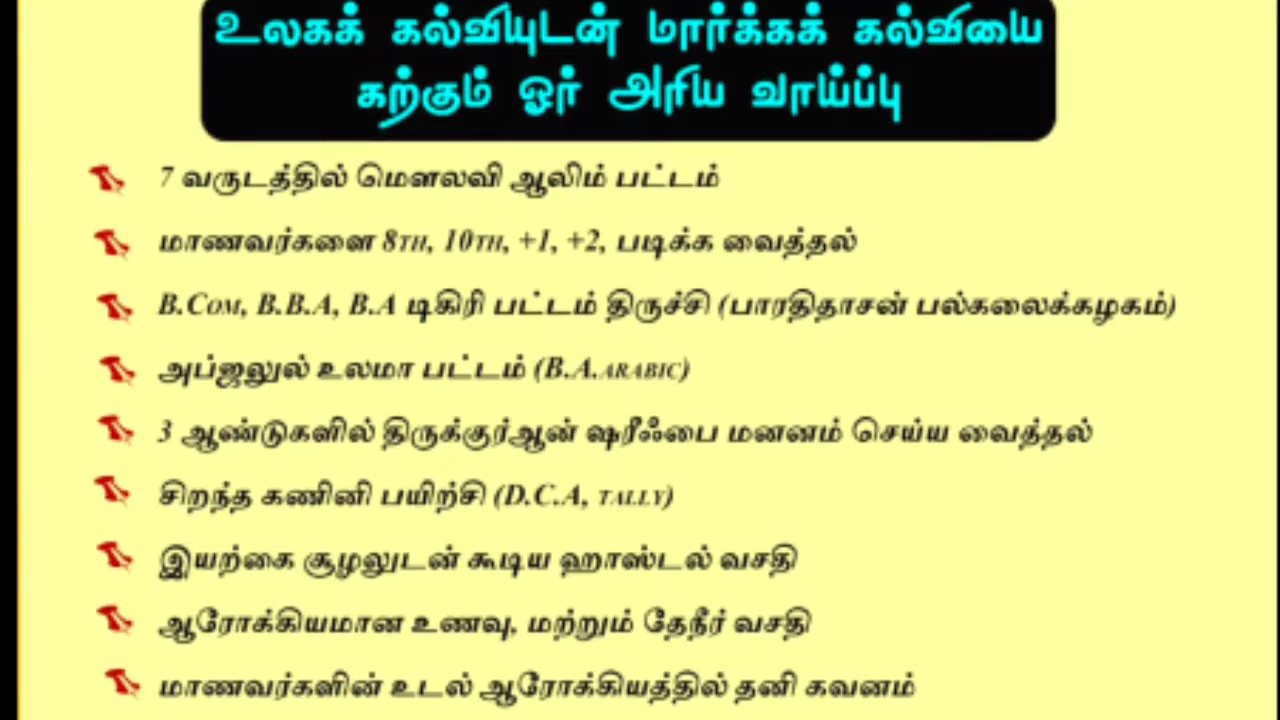 உலகக் கல்வியுடன் மார்க்கக் கல்வியை
கற்கும் ஓர் அரிய வாய்ப்பு
7 வருடத்தில் மௌலவி ஆலிம் பட்டம்
மாணவர்களை 8TH, 10TH, +1, +2, படிக்க வைத்தல்
B.COM, B.B.A, B.A டிகிரி பட்டம் திருச்சி (பாரதிதாசன் பல்கலைக்கழகம்)
அப்ஜலுல் உலமா பட்டம் (B.A.ARABIC)
3 ஆண்டுகளில் திருக்குர்ஆன் ஷரீஃபை மனனம் செய்ய வைத்தல்
சிறந்த கணினி பயிற்சி (D.C.A, TALLY)
இயற்கை சூழலுடன் கூடிய ஹாஸ்டல் வசதி
ஆரோக்கியமான உணவு, மற்றும் தேநீர் வசதி
மாணவர்களின் உடல் ஆரோக்கியத்தில் தனி கவனம்